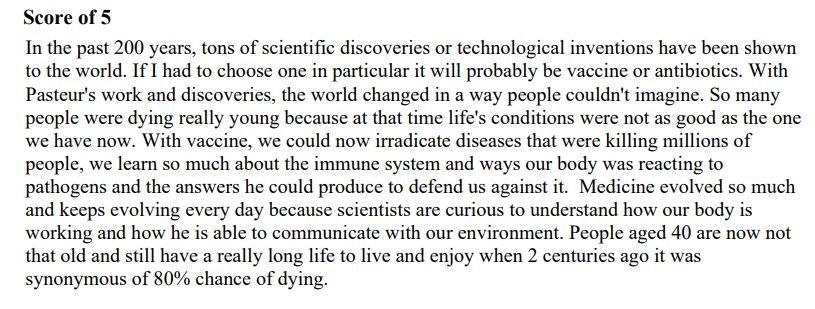 Score of 5
In the past 200 years, tons of scientific discoveries or technological inventions have been shown
to the world. If I had to choose one in particular it will probably be vaccine or antibiotics. With
Pasteur's work and discoveries, the world changed in a way people couldn't imagine. So many
people were dying really young because at that time life's conditions were not as good as the one
we have now. With vaccine, we could now irradicate diseases that were killing millions of
people, we learn so much about the immune system and ways our body was reacting to
pathogens and the answers he could produce to defend us against it.  Medicine evolved so much
and keeps evolving every day because scientists are curious to understand how our body is
working and how he is able to communicate with our environment. People aged 40 are now not
that old and still have a really long life to live and enjoy when 2 centuries ago it was
synonymous of 80% chance of dying.